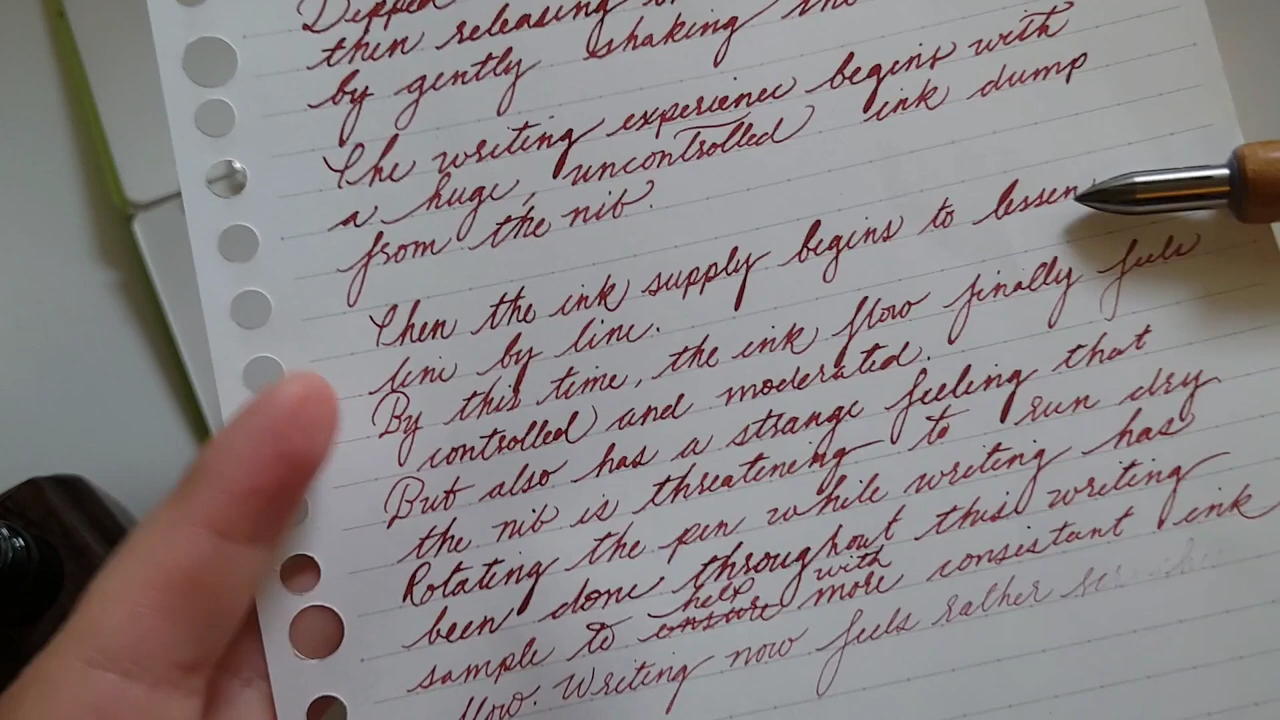 Dipped
then releasing
by gently shaking
The writing experience begins with
a huge, uncontrolled ink dump
from the nib.
Then the ink supply begins to lessen
line by line.
By this time, the ink flow finally feels
controlled and moderated.
But also has a strange feeling that
the nib is threatening to run dry
Rotating the pen while writing has
been done throughout this writing
sample to ensure help with more consistant ink
flow. Writing now feels rather